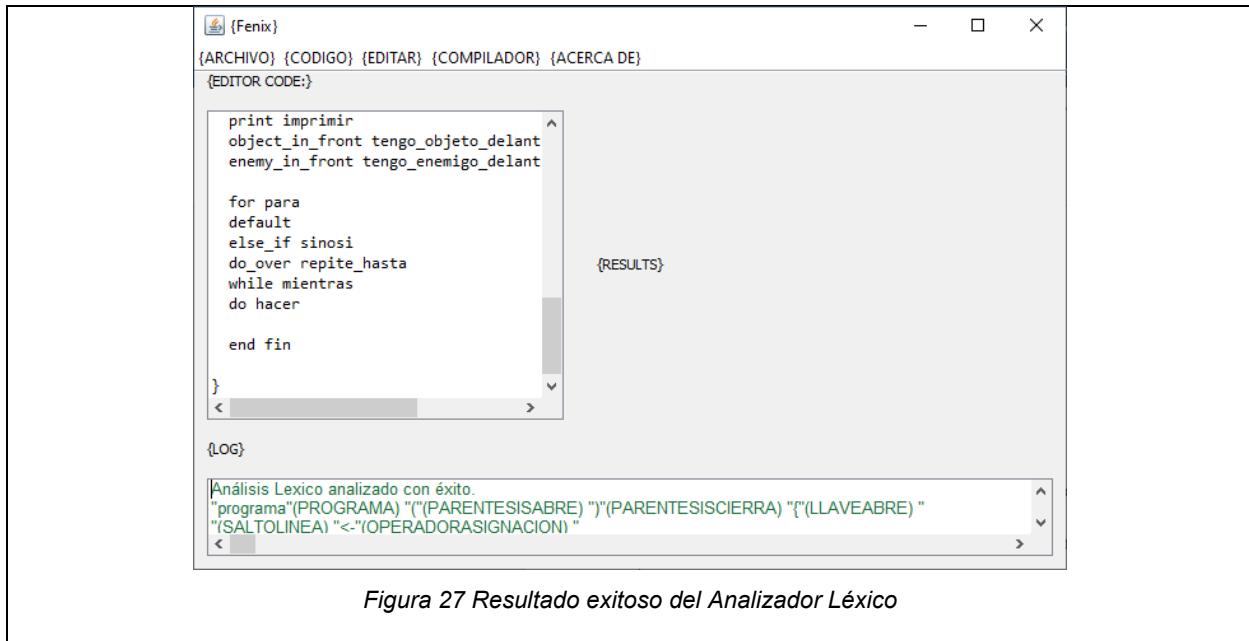 {Fenix}
{ARCHIVO} {CODIGO} {EDITAR} {COMPILADOR} {ACERCA DE}
{EDITOR CODE:}
print imprimir
object_in_front tengo_objeto_delant
enemy_in_front tengo_enemigo_delant
for para
default
else_if sinosi
do_over repite_hasta
while mientras
do hacer
end fin
}
{RESULTS}
{LOG}
Análisis Lexico analizado con éxito.
"programa"(PROGRAMA) "("(PARENTESISABRE) ")"(PARENTESISCIERRA) "{"(LLAVEABRE) "
"(SALTOLINEA) "<-"(OPERADORASIGNACION) "
Figura 27 Resultado exitoso del Analizador Léxico